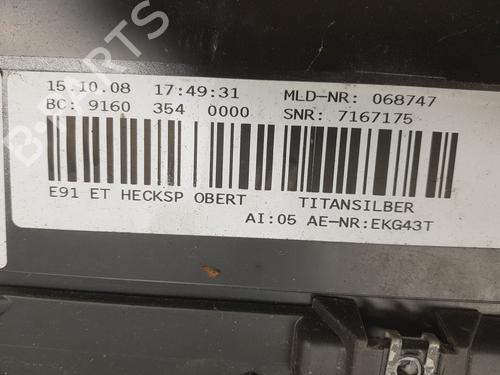 15.10.08 17:49:31 MLD-NR: 068747
BC: 9160 354 0000 SNR: 7167175
E91 ET HECKSP OBERT TITANSILBER
AI:05 AE-NR:EKG43T
B-PARTS